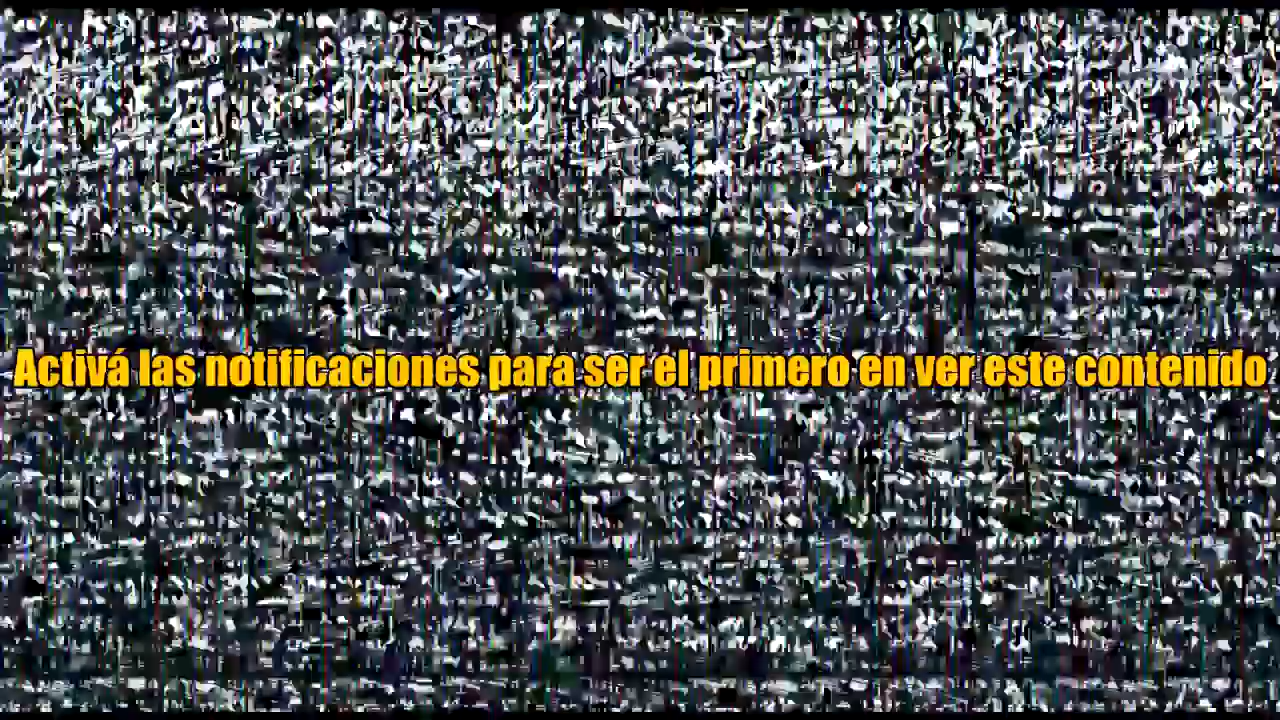 Activá las notificaciones para ser el primero en ver este contenido